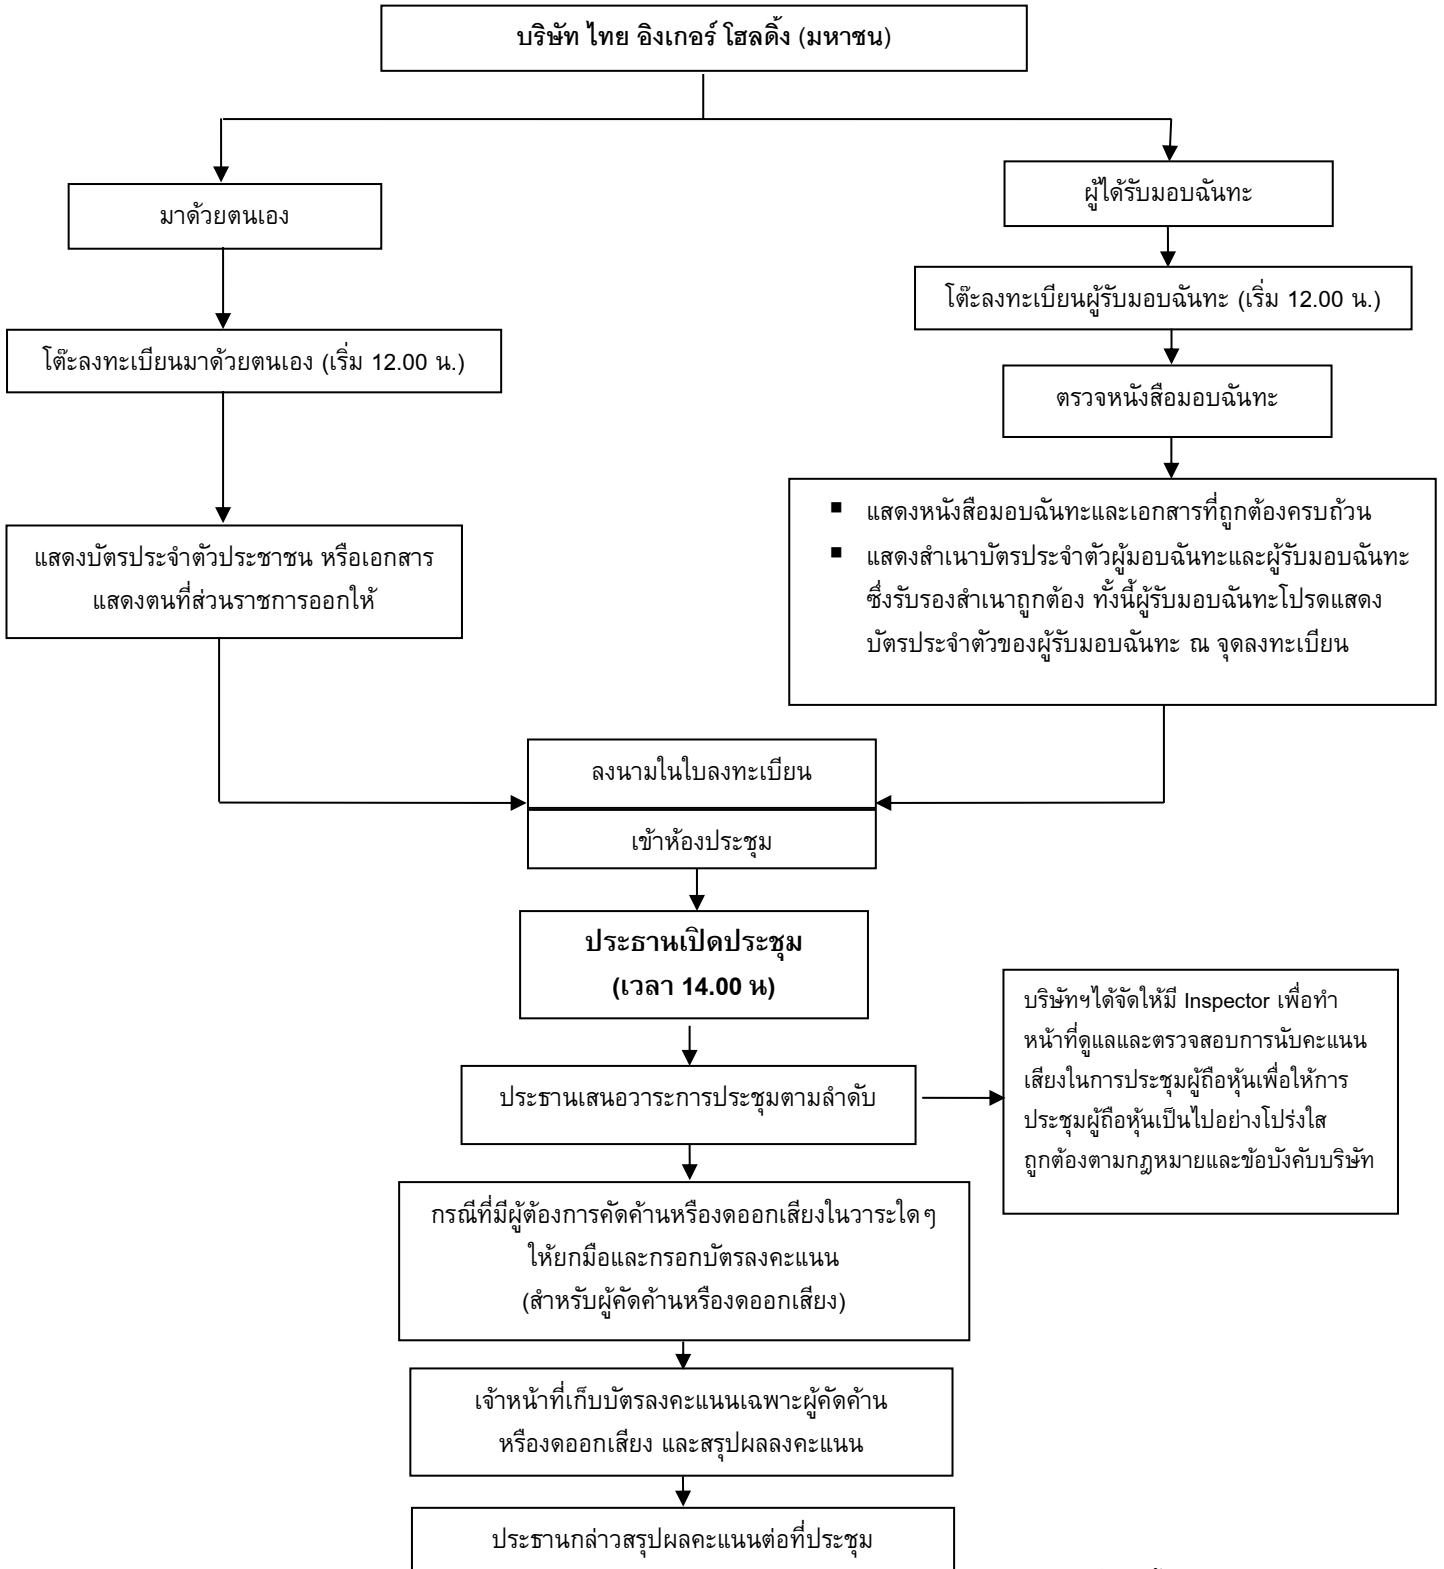 บริษัท ไทย อิงเกอร์ โฮลดิ้ง (มหาชน)
มาด้วยตนเอง
ผู้ได้รับมอบฉันทะ
โต๊ะลงทะเบียนผู้รับมอบฉันทะ (เริ่ม 12.00 น.)
โต๊ะลงทะเบียนมาด้วยตนเอง (เริ่ม 12.00 น.)
ตรวจหนังสือมอบฉันทะ
แสดงบัตรประจำตัวประชาชน หรือเอกสาร
แสดงตนที่ส่วนราชการออกให้
▪ แสดงหนังสือมอบฉันทะและเอกสารที่ถูกต้องครบถ้วน
▪ แสดงสำเนาบัตรประจำตัวผู้มอบฉันทะและผู้รับมอบฉันทะ
ซึ่งรับรองสำเนาถูกต้อง ทั้งนี้ผู้รับมอบฉันทะโปรดแสดง
บัตรประจำตัวของผู้รับมอบฉันทะ ณ จุดลงทะเบียน
ลงนามในใบลงทะเบียน
เข้าห้องประชุม
ประธานเปิดประชุม
(เวลา 14.00 น)
ประธานเสนอวาระการประชุมตามลำดับ
บริษัทฯได้จัดให้มี Inspector เพื่อทำ
หน้าที่ดูแลและตรวจสอบการนับคะแนน
เสียงในการประชุมผู้ถือหุ้นเพื่อให้การ
ประชุมผู้ถือหุ้นเป็นไปอย่างโปร่งใส
ถูกต้องตามกฎหมายและข้อบังคับบริษัท
กรณีที่มีผู้ต้องการคัดค้านหรืองดออกเสียงในวาระใดๆ
ให้ยกมือและกรอกบัตรลงคะแนน
(สำหรับผู้คัดค้านหรืองดออกเสียง)
เจ้าหน้าที่เก็บบัตรลงคะแนนเฉพาะผู้คัดค้าน
หรืองดออกเสียง และสรุปผลลงคะแนน
ประธานกล่าวสรุปผลคะแนนต่อที่ประชุม